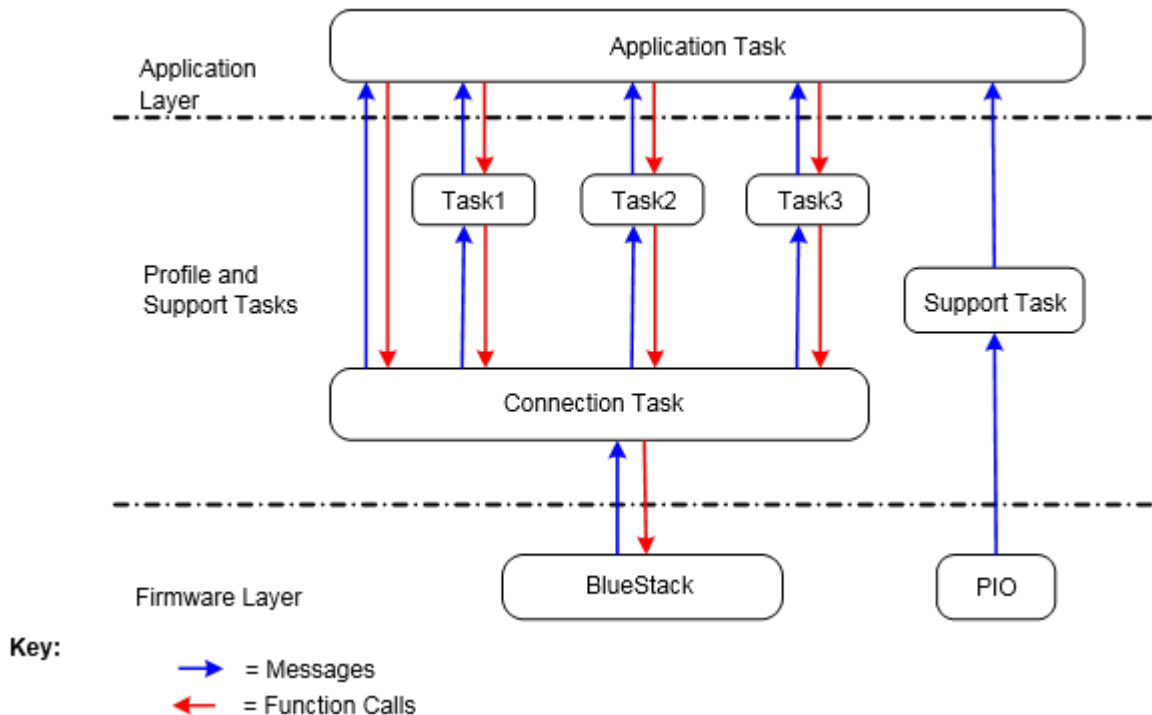 Application Task
Application
Layer
Task1
Task2
Task3
Profile and
Support Tasks
Support Task
Connection Task
BlueStack
PIO
Firmware Layer
Key:
= Messages
= Function Calls